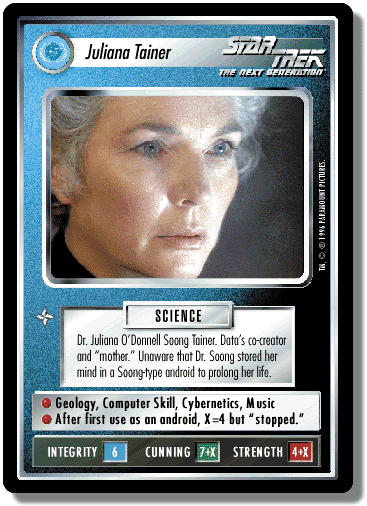 Juliana Tainer
STAR TREK
THE NEXT GENERATION
TM, © ® 1996 PARAMOUNT PICTURES.
SCIENCE
Dr. Juliana O'Donnell Soong Tainer. Data's co-creator
and "mother." Unaware that Dr. Soong stored her
mind in a Soong-type android to prolong her life.
Geology, Computer Skill, Cybernetics, Music
After first use as an android, X=4 but "stopped."
INTEGRITY 6 CUNNING 7+X STRENGTH 4+X